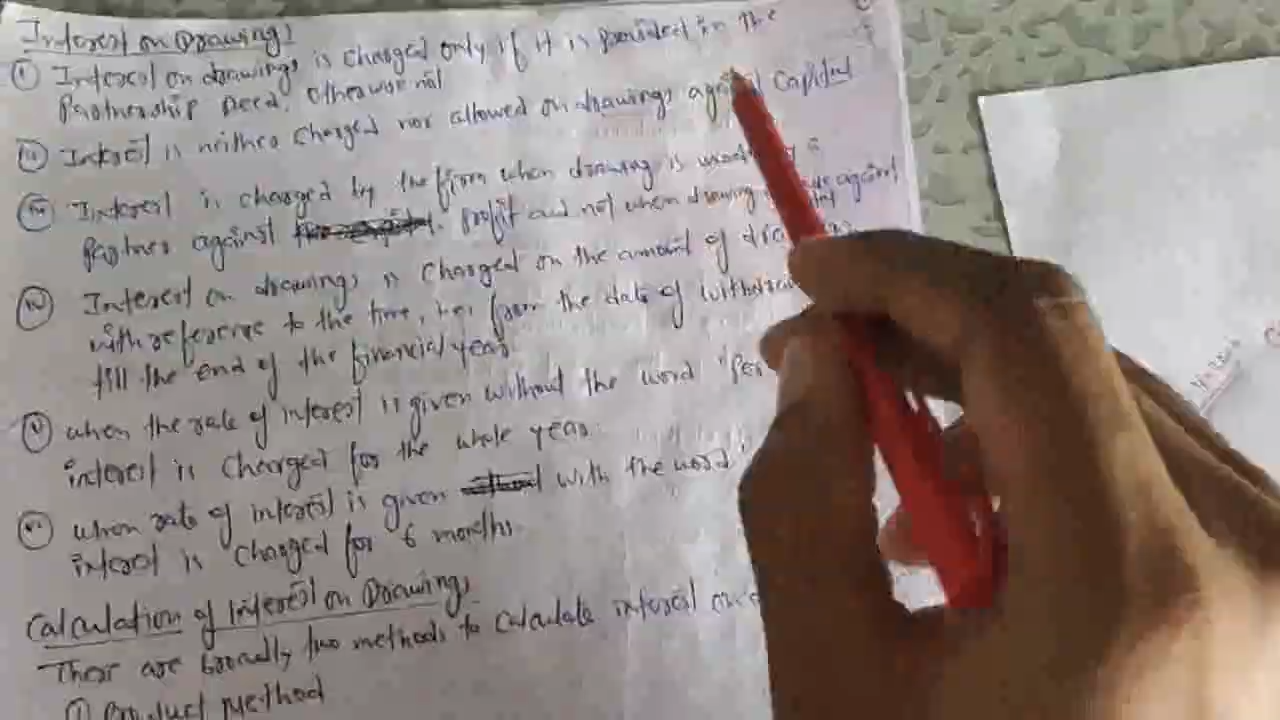 Interest on Drawings
(i) Interest on drawings is charged only if it is provided in the
Partnership Deed. Otherwise not
(ii) Interest is neither charged nor allowed on drawings against Capital
(iii) Interest is charged by the firm when drawing is made by a
Partner against profit and not when drawing against
(iv) Interest on drawings is charged on the amount of
with reference to the time, i.e. from the date of
till the end of the financial year
(v) when the rate of interest is given without the word "Per
interest is charged for the whole year.
(vi) when rate of interest is given with the word
interest is charged for 6 months.
Calculation of Interest on Drawings
There are broadly two methods to calculate interest on
(i) Product Method